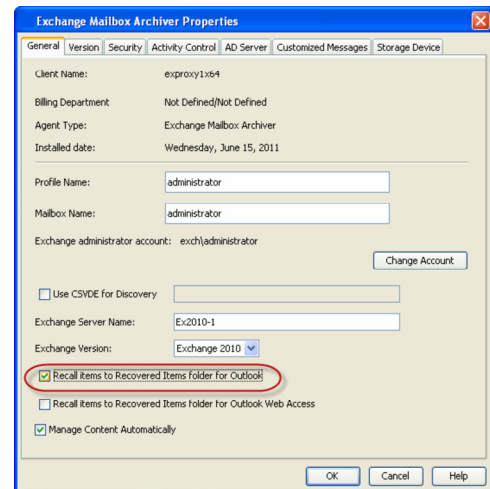 Exchange Mailbox Archiver Properties
General Version Security Activity Control AD Server Customized Messages Storage Device
Client Name: exproxy1x64
Billing Department Not Defined/Not Defined
Agent Type: Exchange Mailbox Archiver
Installed date: Wednesday, June 15, 2011
Profile Name: administrator
Mailbox Name: administrator
Exchange administrator account: exch\administrator
Change Account
Use CSVDE for Discovery
Exchange Server Name: Ex2010-1
Exchange Version: Exchange 2010
Recall items to Recovered Items folder for Outlook
Recall items to Recovered Items folder for Outlook Web Access
Manage Content Automatically
OK Cancel Help